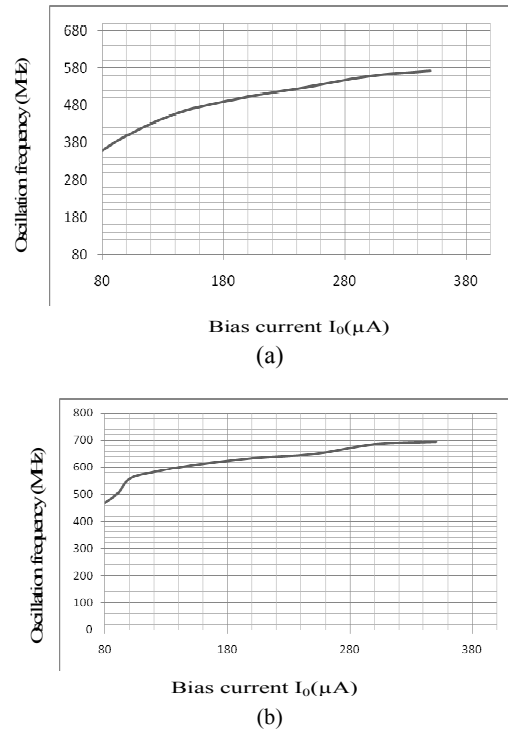 Oscillation frequency (MHz)
680
580
480
380
280
180
80
80 180 280 380
Bias current I₀(µA)
(a)
Oscillation frequency (MHz)
800
700
600
500
400
300
200
100
0
80 180 280 380
Bias current I₀(µA)
(b)